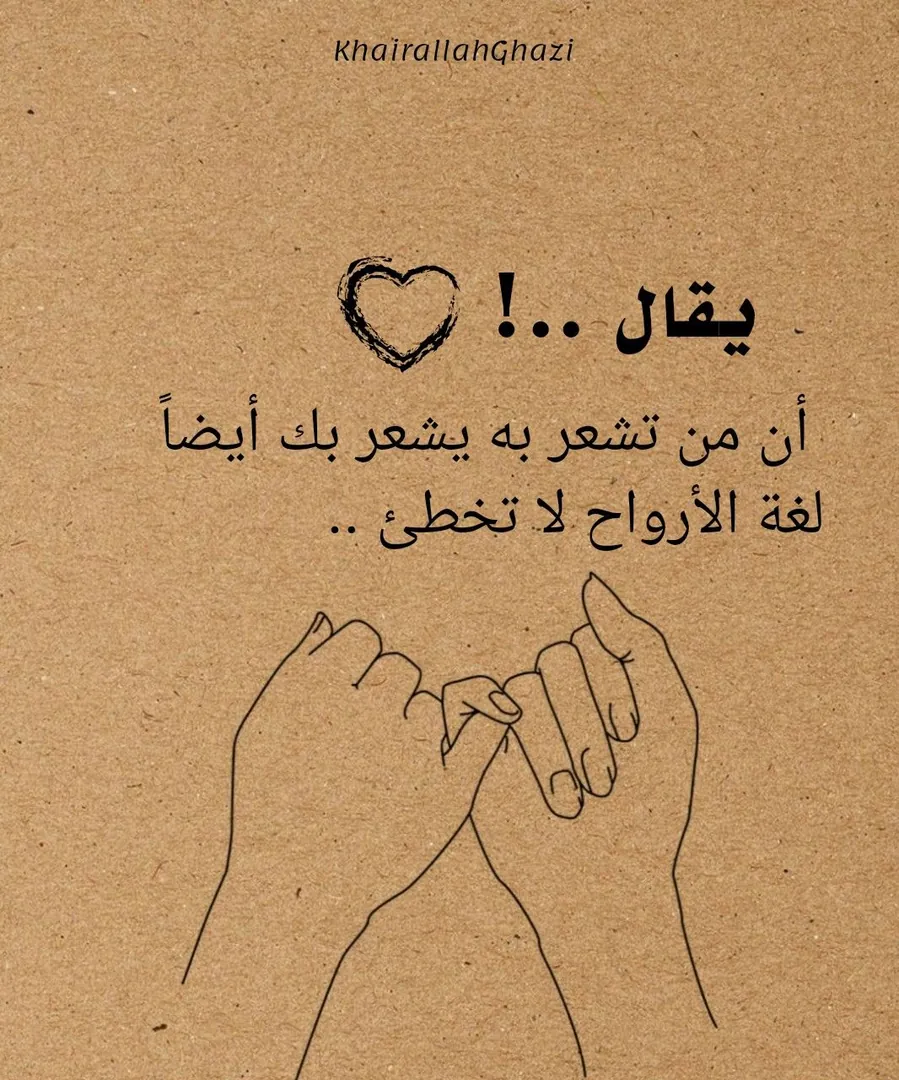 KhairallahGhazi
يقال ..!
أن من تشعر به يشعر بك أيضاً
لغة الأرواح لا تخطئ ..